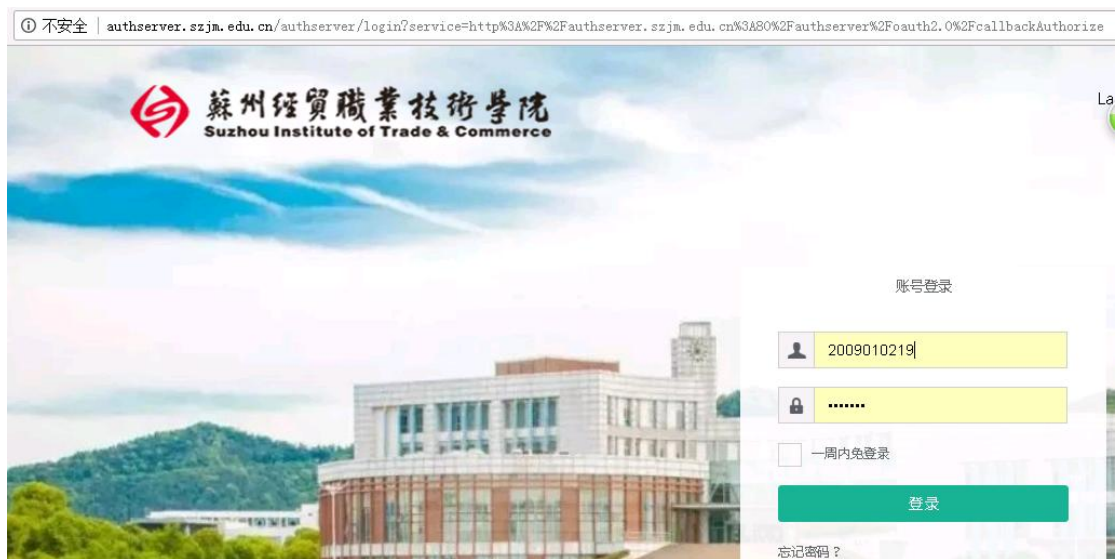 不安全 authserver.szjm.edu.cn/authserver/login?service=http%3A%2F%2Fauthserver.szjm.edu.cn%3A80%2Fauthserver%2Foauth2.0%2FcallbackAuthorize
蘇州經貿職業技術學院
Suzhou Institute of Trade & Commerce
La
账号登录
2009010219
•••••••
一周内免登录
登录
忘记密码？